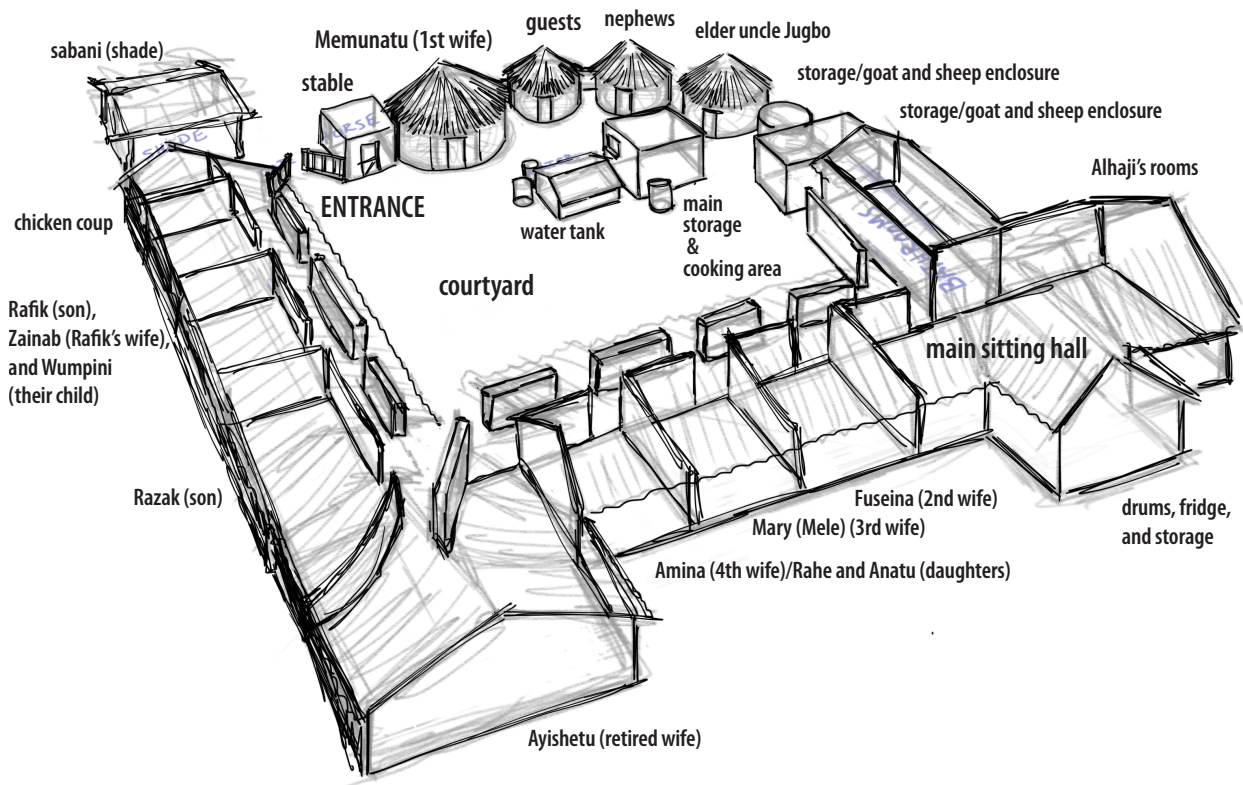 sabani (shade)
Memunatu (1st wife)
guests
nephews
elder uncle Jugbo
stable
storage/goat and sheep enclosure
storage/goat and sheep enclosure
SHADE
HORSE
Alhaji’s rooms
chicken coup
ENTRANCE
water tank
main
storage
&
cooking area
BATHROOMS
courtyard
Rafik (son),
Zainab (Rafik’s wife),
and Wumpini
(their child)
main sitting hall
Razak (son)
Fuseina (2nd wife)
Mary (Mele) (3rd wife)
drums, fridge,
and storage
Amina (4th wife)/Rahe and Anatu (daughters)
Ayishetu (retired wife)